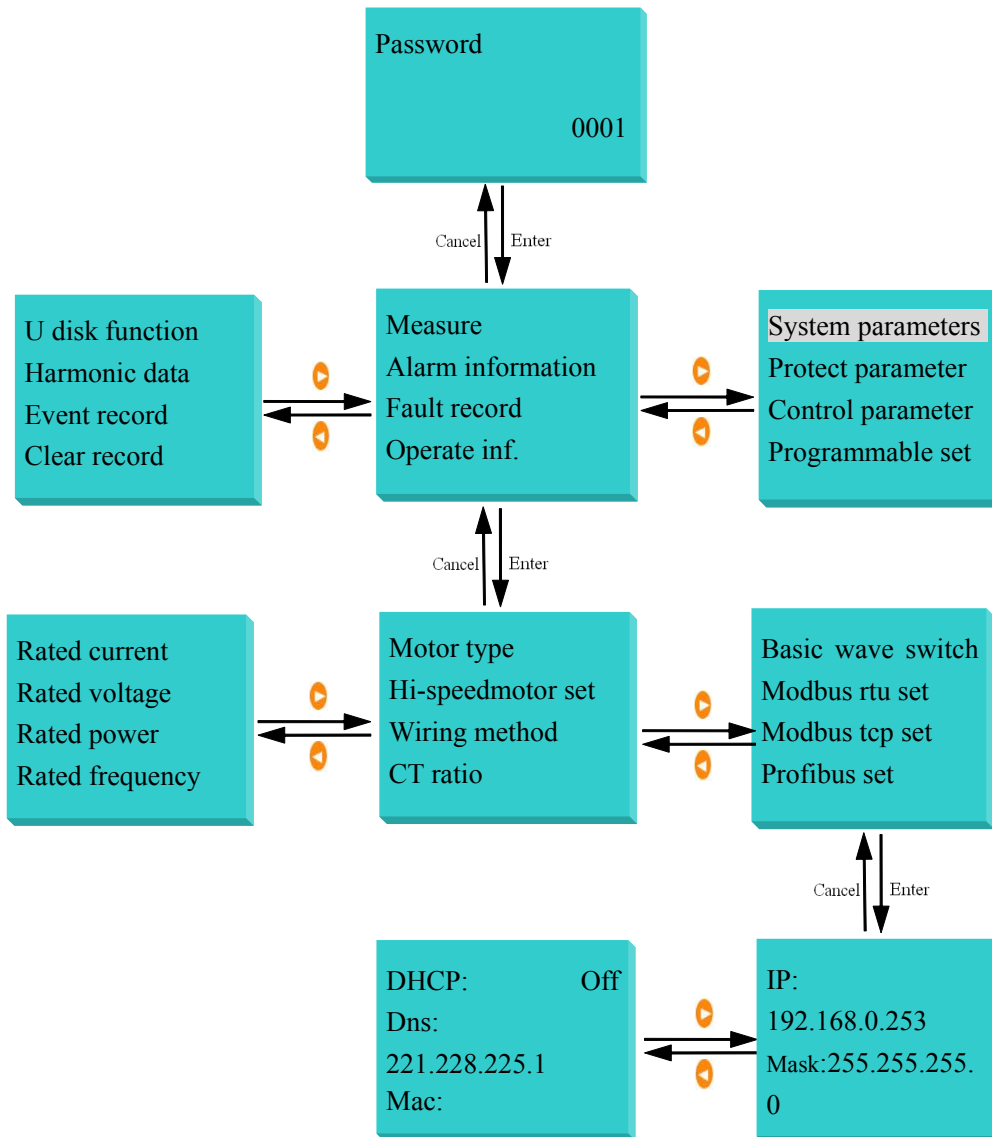 Password
0001
Cancel
Enter
U disk function
Harmonic data
Event record
Clear record
Measure
Alarm information
Fault record
Operate inf.
System parameters
Protect parameter
Control parameter
Programmable set
Cancel
Enter
Rated current
Rated voltage
Rated power
Rated frequency
Motor type
Hi-speedmotor set
Wiring method
CT ratio
Basic wave switch
Modbus rtu set
Modbus tcp set
Profibus set
Cancel
Enter
DHCP: Off
Dns:
221.228.225.1
Mac:
IP:
192.168.0.253
Mask:255.255.255.
0